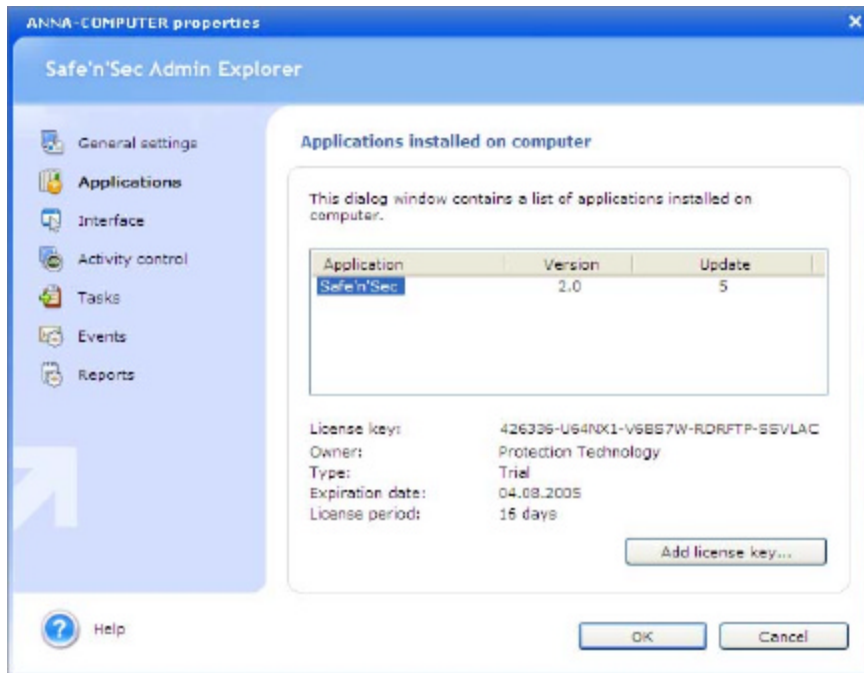 ANNA-COMPUTER properties
Safe'n'Sec Admin Explorer
General settings
Applications
Interface
Activity control
Tasks
Events
Reports
Applications installed on computer
This dialog window contains a list of applications installed on
computer.
Application Version Update
Safe'n'Sec 2.0 5
License key: 426336-U64NX1-V6BS7W-RDRFTP-SSVLAC
Owner: Protection Technology
Type: Trial
Expiration date: 04.08.2005
License period: 16 days
Add license key...
Help
OK Cancel